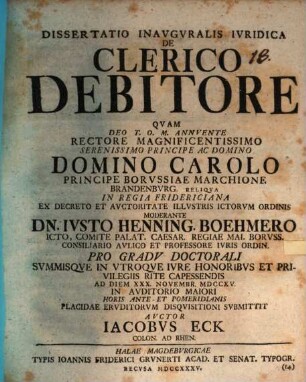 DISSERTATIO INAVGVRALIS IVRIDICA
DE
CLERICO 16.
DEBITORE
QVAM
DEO T. O. M. ANNVENTE
RECTORE MAGNIFICENTISSIMO
SERENISSIMO PRINCIPE AC DOMINO
DOMINO CAROLO
PRINCIPE BORVSSIAE MARCHIONE
BRANDENBVRG. RELIQVA
IN REGIA FRIDERICIANA
EX DECRETO ET AVCTORITATE ILLVSTRIS ICTORVM ORDINIS
MODERANTE
DN. IVSTO HENNING. BOEHMERO
ICTO, COMITE PALAT. CAESAR. REGIAE MAI. BORVSS.
CONSILIARIO AVLICO ET PROFESSORE IVRIS ORDIN.
PRO GRADV DOCTORALI
SVMMISQVE IN VTROQVE IVRE HONORIBVS ET PRI-
VILEGIIS RITE CAPESSENDIS
AD DIEM XXX. NOVEMBR. MDCCXV.
IN AVDITORIO MAIORI
HORIS ANTE- ET POMERIDIANIS
PLACIDAE ERVDITORVM DISQVISITIONI SVBMITTIT
AVCTOR
IACOBVS ECK
COLON. AD RHEN.
HALAE MAGDEBVRGICAE
TYPIS IOANNIS FRIDERICI GRVNERTI ACAD. ET SENAT. TYPOGR.
RECVSA MDCCXXXV.